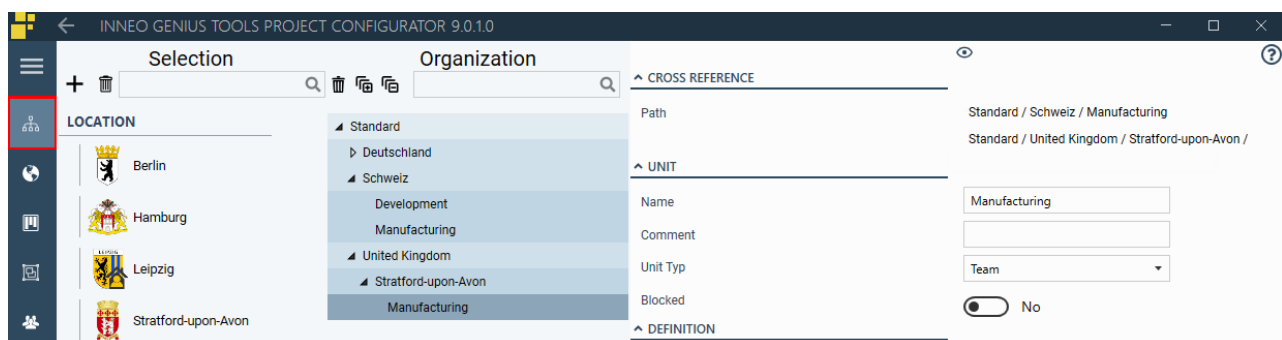 INNEO GENIUS TOOLS PROJECT CONFIGURATOR 9.0.1.0
Selection
LOCATION
Berlin
Hamburg
Leipzig
Stratford-upon-Avon
Organization
Standard
Deutschland
Schweiz
Development
Manufacturing
United Kingdom
Stratford-upon-Avon
Manufacturing
CROSS REFERENCE
Path
Standard / Schweiz / Manufacturing
Standard / United Kingdom / Stratford-upon-Avon /
UNIT
Name
Manufacturing
Comment
Unit Typ
Team
Blocked
No
DEFINITION